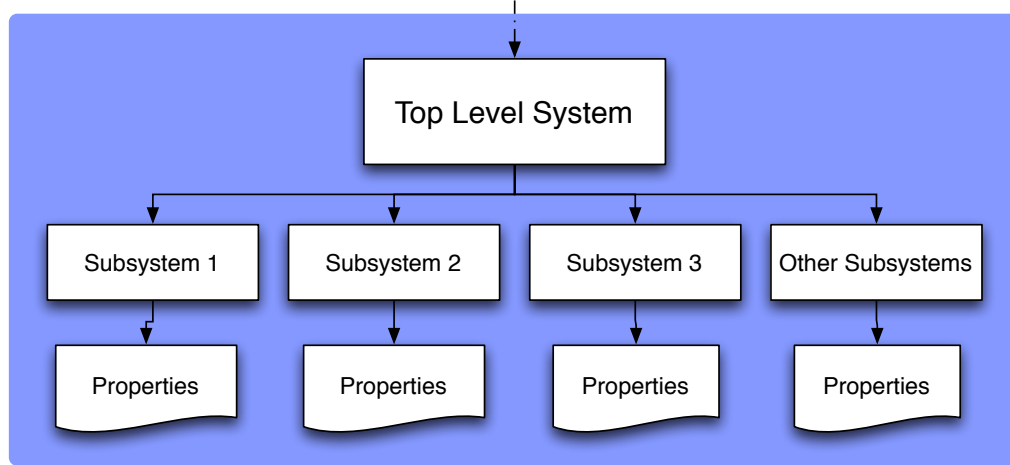 Top Level System
Subsystem 1
Subsystem 2
Subsystem 3
Other Subsystems
Properties
Properties
Properties
Properties